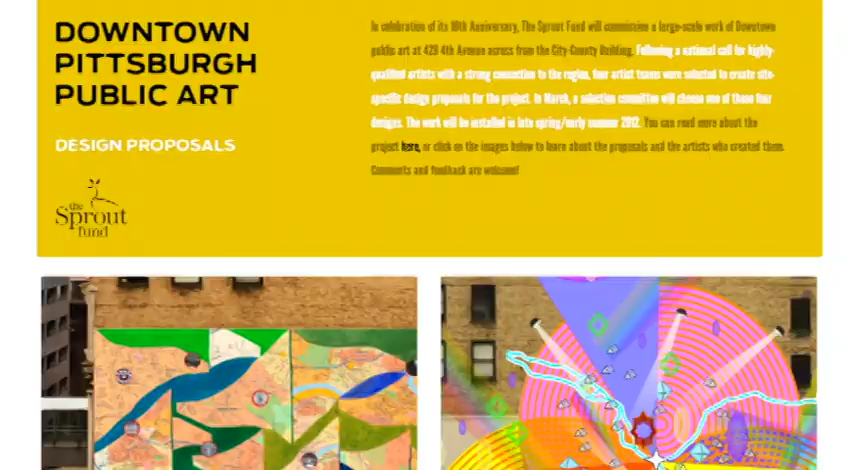 DOWNTOWN
PITTSBURGH
PUBLIC ART
DESIGN PROPOSALS
the
Sprout
fund
In celebration of its 10th Anniversary, The Sprout Fund will commission a large-scale work of Downtown
public art at 429 4th Avenue across from the City-County Building. Following a national call for highly-
qualified artists with a strong connection to the region, four artist teams were selected to create site-
specific design proposals for the project. In March, a selection committee will choose one of these four
designs. The work will be installed in late spring/early summer 2012. You can read more about the
project here, or click on the images below to learn about the proposals and the artists who created them.
Comments and feedback are welcome!